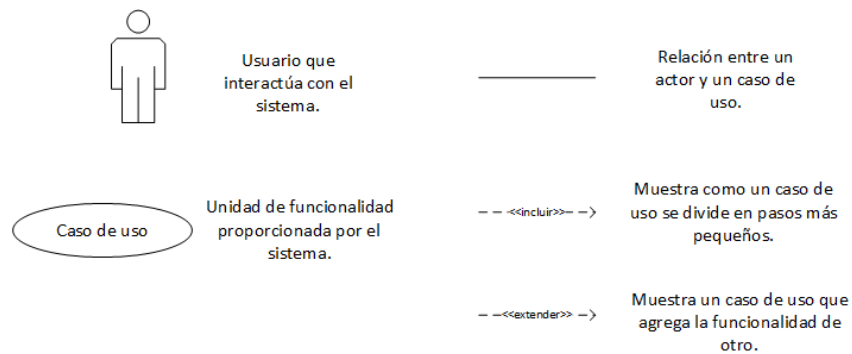 Usuario que
interactúa con el
sistema.
Relación entre un
actor y un caso de
uso.
Caso de uso
Unidad de funcionalidad
proporcionada por el
sistema.
<<incluir>>
Muestra como un caso de
uso se divide en pasos más
pequeños.
<<extender>>
Muestra un caso de uso que
agrega la funcionalidad de
otro.